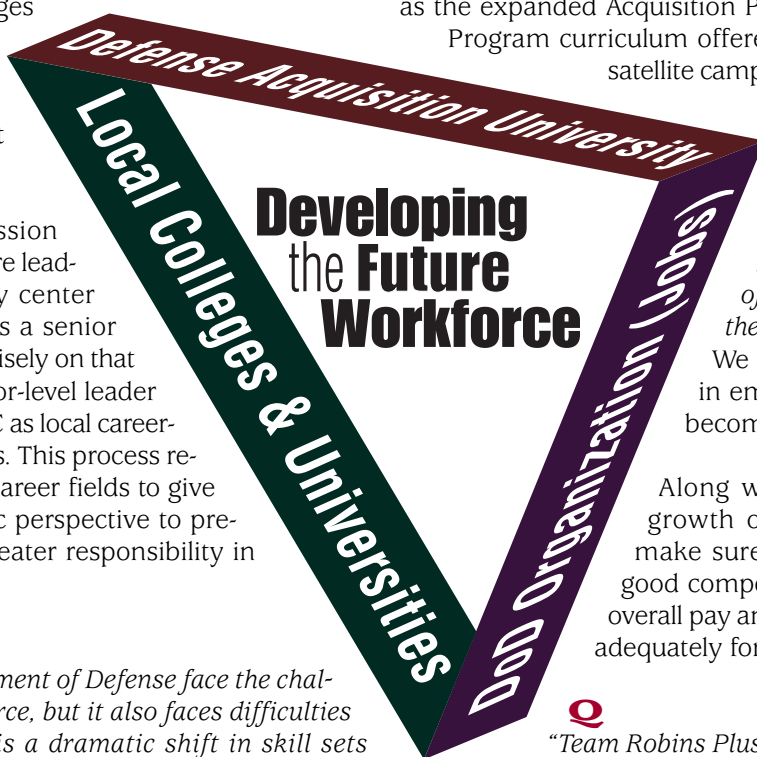 ges
t
ssion
re lead-
y center
s a senior
isely on that
or-level leader
C as local career-
s. This process re-
areer fields to give
c perspective to pre-
eater responsibility in
ment of Defense face the chal-
rce, but it also faces difficulties
is a dramatic shift in skill sets
Defense Acquisition University
Local Colleges & Universities
DoD Organizatiion (Jobs)
Developing
the Future
Workforce
as the expanded Acquisition P
Program curriculum offere
satellite camp
of
the
We
in em
becom
Along w
growth o
make sure
good compe
overall pay an
adequately for
Q
“Team Robins Plus